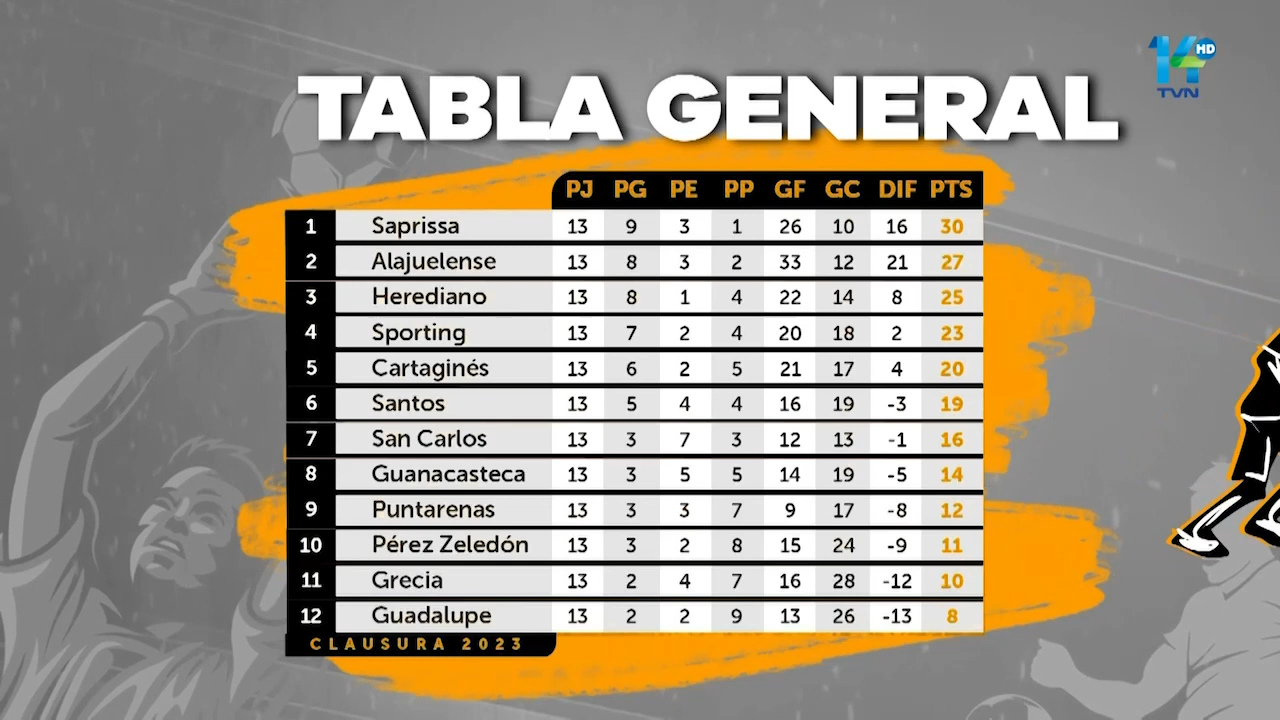 14 HD
TVN
TABLA GENERAL
PJ PG PE PP GF GC DIF PTS
1 Saprissa 13 9 3 1 26 10 16 30
2 Alajuelense 13 8 3 2 33 12 21 27
3 Herediano 13 8 1 4 22 14 8 25
4 Sporting 13 7 2 4 20 18 2 23
5 Cartaginés 13 6 2 5 21 17 4 20
6 Santos 13 5 4 4 16 19 -3 19
7 San Carlos 13 3 7 3 12 13 -1 16
8 Guanacasteca 13 3 5 5 14 19 -5 14
9 Puntarenas 13 3 3 7 9 17 -8 12
10 Pérez Zeledón 13 3 2 8 15 24 -9 11
11 Grecia 13 2 4 7 16 28 -12 10
12 Guadalupe 13 2 2 9 13 26 -13 8
CLAUSURA 2023